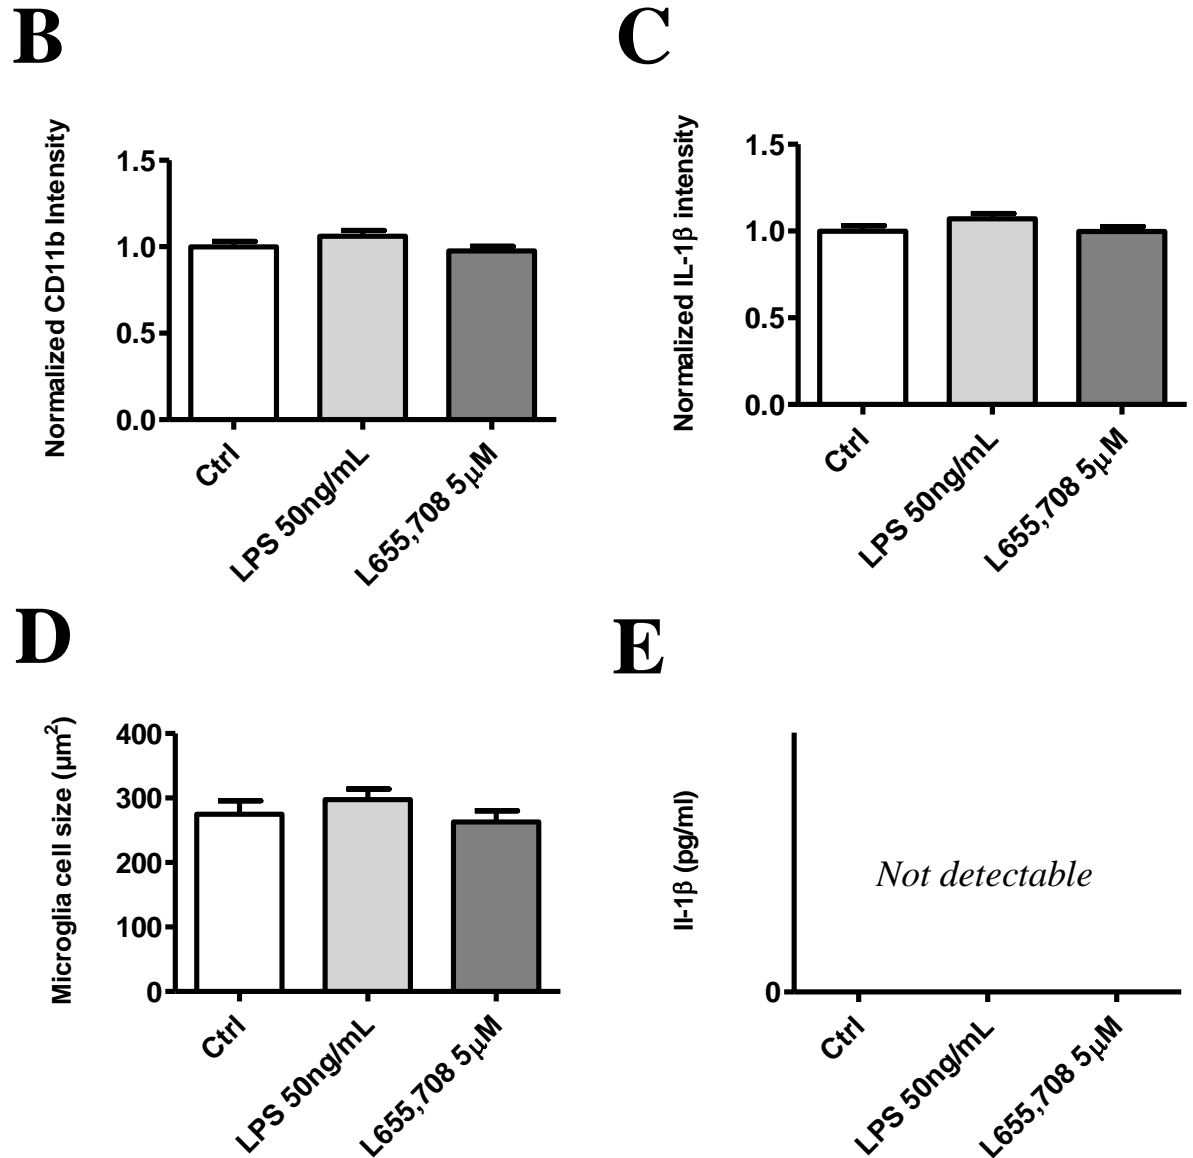 B
Normalized CD11b Intensity
1.5
1.0
0.5
0.0
Ctrl
LPS 50ng/mL
L655,708 5μM
C
Normalized IL-1β intensity
1.5
1.0
0.5
0.0
Ctrl
LPS 50ng/mL
L655,708 5μM
D
Microglia cell size (μm²)
400
300
200
100
0
Ctrl
LPS 50ng/mL
L655,708 5μM
E
Il-1β (pg/ml)
Not detectable
0
Ctrl
LPS 50ng/mL
L655,708 5μM